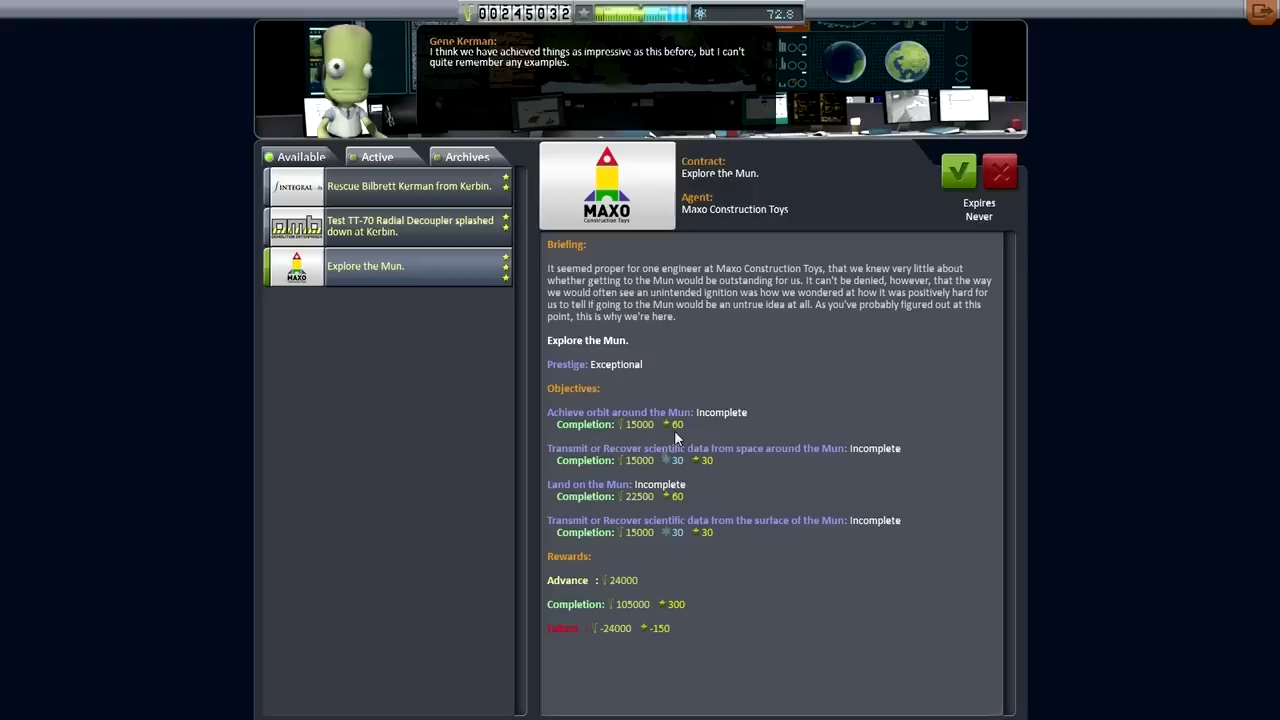 00245032
72.8
Gene Kerman:
I think we have achieved things as impressive as this before, but I can't
quite remember any examples.
Available
Active
Archives
INTEGRAL
Rescue Bilbrett Kerman from Kerbin.
Test TT-70 Radial Decoupler splashed
down at Kerbin.
MAXO
Explore the Mun.
MAXO
Construction Toys
Contract:
Explore the Mun.
Agent:
Maxo Construction Toys
Expires
Never
Briefing:
It seemed proper for one engineer at Maxo Construction Toys, that we knew very little about
whether getting to the Mun would be outstanding for us. It can't be denied, however, that the way
we would often see an unintended ignition was how we wondered at how it was positively hard for
us to tell if going to the Mun would be an untrue idea at all. As you've probably figured out at this
point, this is why we're here.
Explore the Mun.
Prestige: Exceptional
Objectives:
Achieve orbit around the Mun: Incomplete
Completion: 15000 60
Transmit or Recover scientific data from space around the Mun: Incomplete
Completion: 15000 30 30
Land on the Mun: Incomplete
Completion: 22500 60
Transmit or Recover scientific data from the surface of the Mun: Incomplete
Completion: 15000 30 30
Rewards:
Advance : 24000
Completion: 105000 300
Failure : -24000 -150